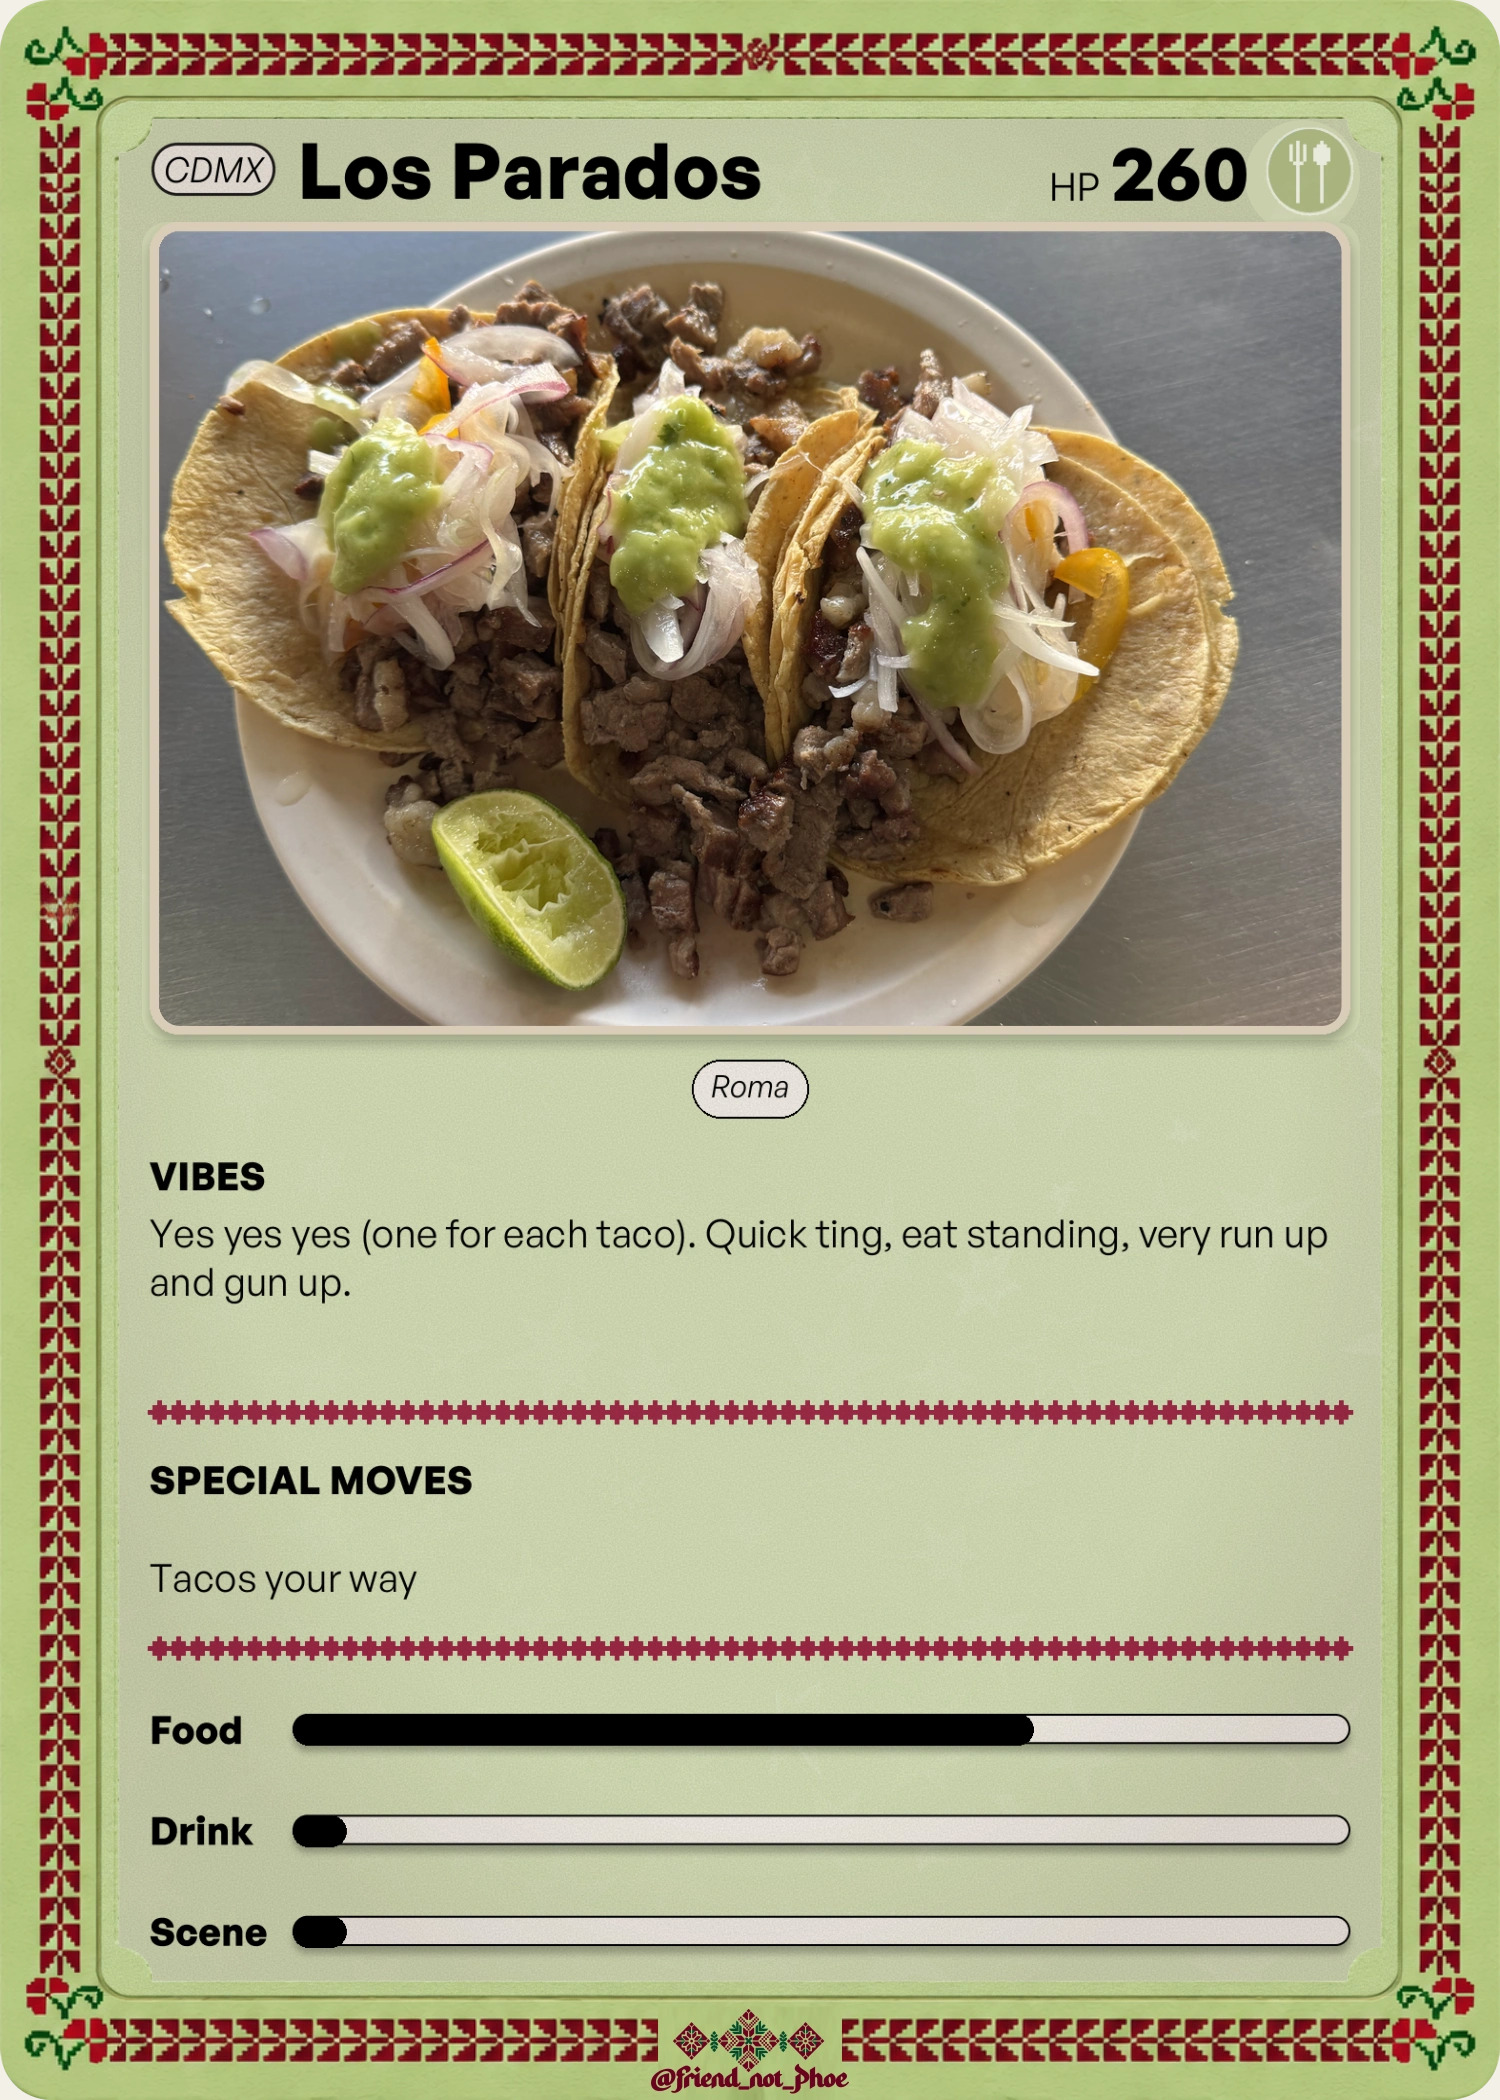 CDMX Los Parados HP 260
Roma
VIBES
Yes yes yes (one for each taco). Quick ting, eat standing, very run up
and gun up.
SPECIAL MOVES
Tacos your way
Food
Drink
Scene
@friend_not_phoe